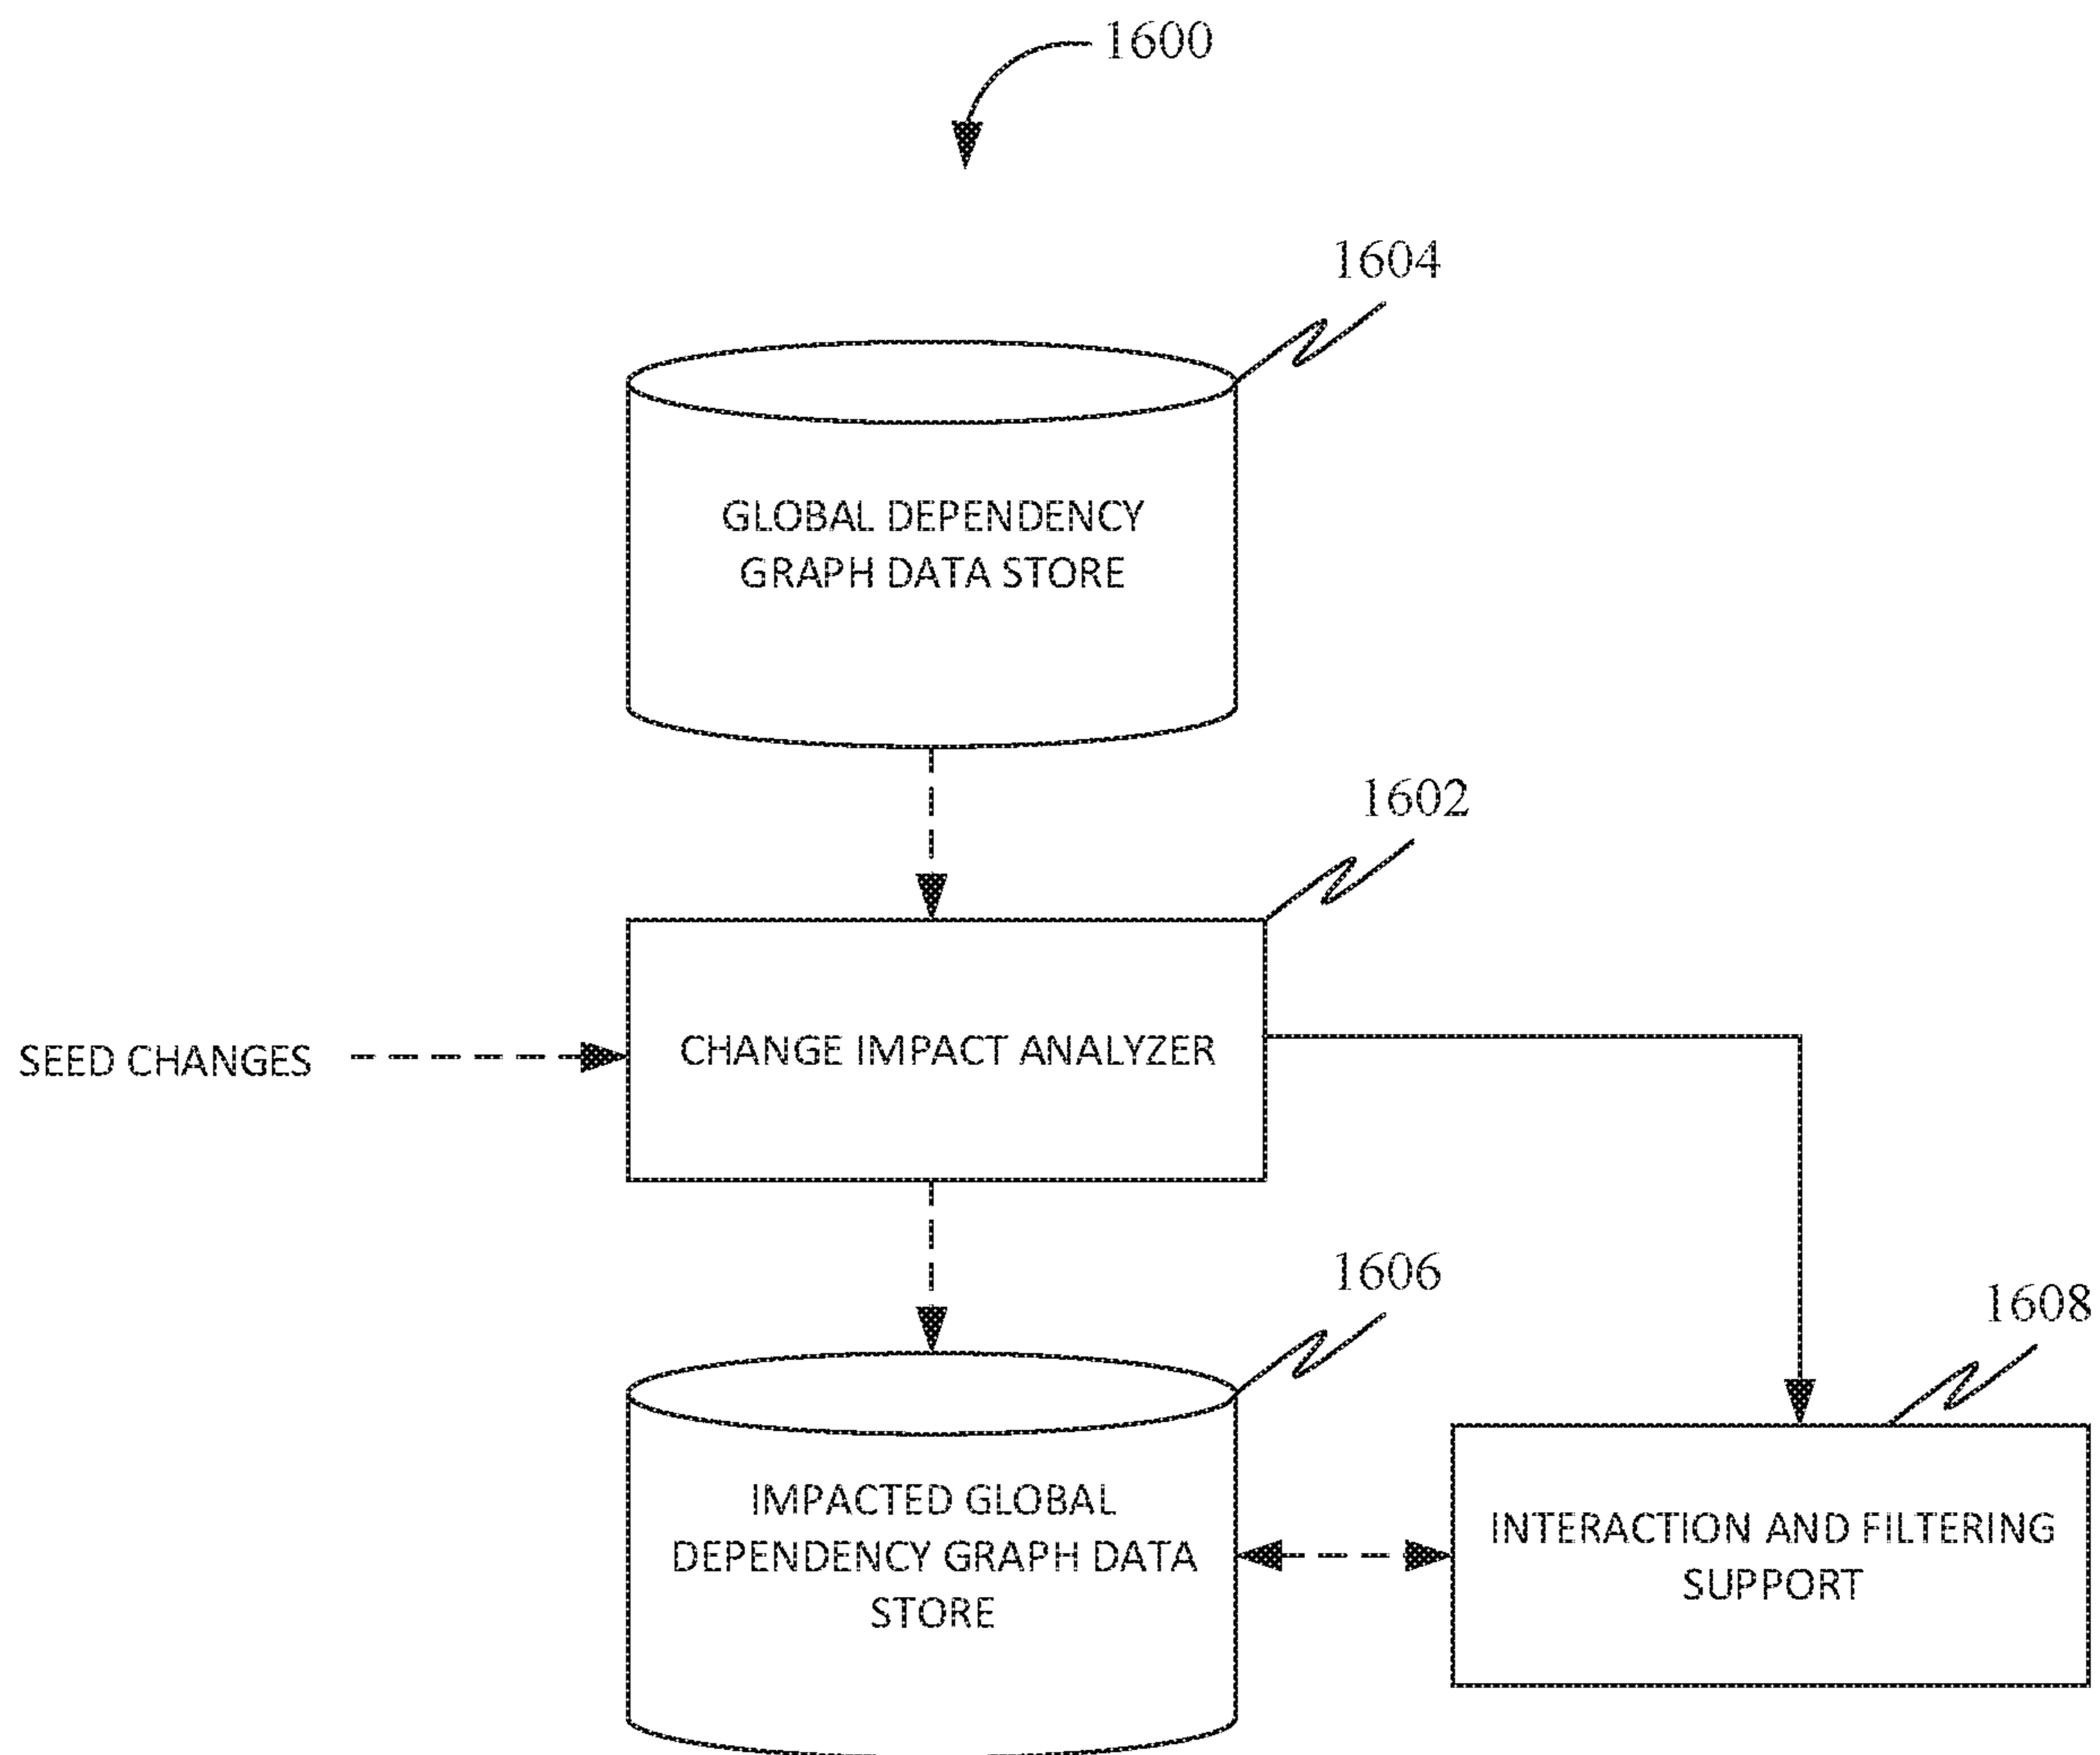 1600
1604
GLOBAL DEPENDENCY
GRAPH DATA STORE
1602
SEED CHANGES
CHANGE IMPACT ANALYZER
1606
1608
IMPACTED GLOBAL
DEPENDENCY GRAPH DATA
STORE
INTERACTION AND FILTERING
SUPPORT